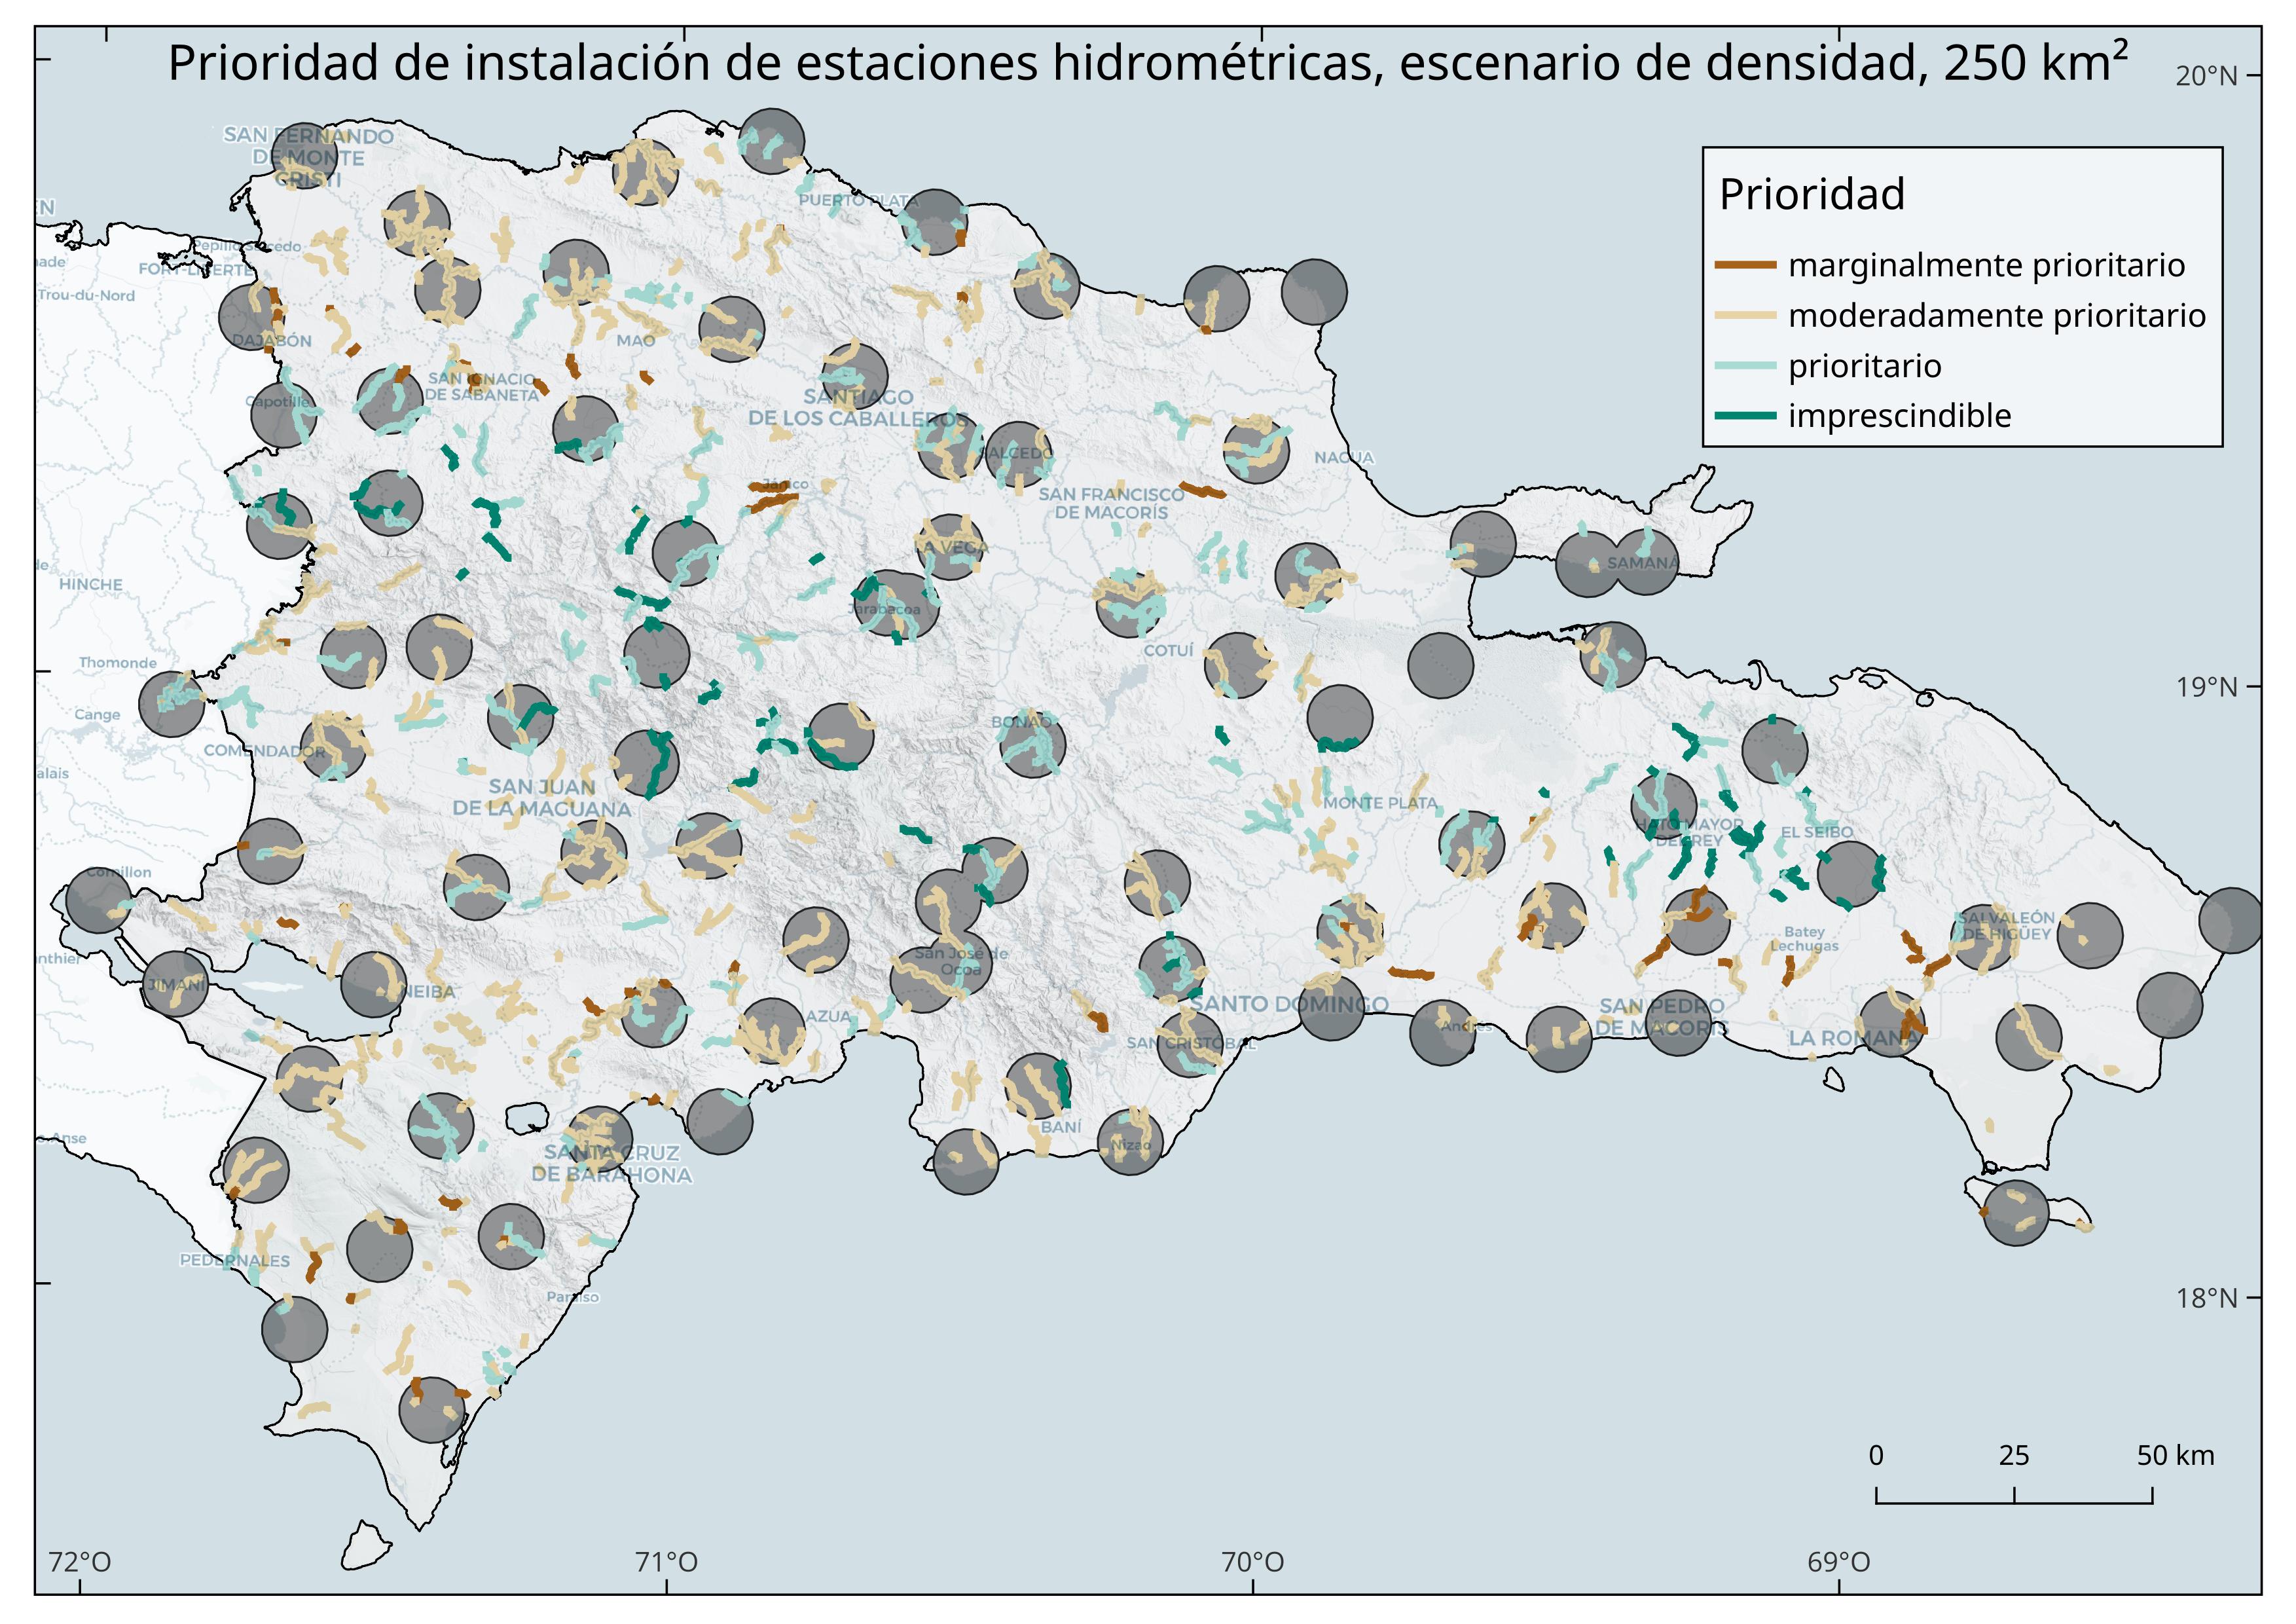 Prioridad de instalación de estaciones hidrométricas, escenario de densidad, 250 km²
20°N
Prioridad
marginalmente prioritario
moderadamente prioritario
prioritario
imprescindible
SAN FERNANDO
DE MONTE
CRISTI
EN
PUERTO PLATA
Pepillo Salcedo
FORT-LIBERTE
Trou-du-Nord
DAJABÓN
MAO
SAN IGNACIO
DE SABANETA
Capotille
SANTIAGO
DE LOS CABALLEROS
SALCEDO
NAGUA
Jánico
SAN FRANCISCO
DE MACORÍS
LA VEGA
SAMANÁ
HINCHE
Jarabacoa
COTUÍ
Thomonde
19°N
Cange
BONAO
COMENDADOR
alais
SAN JUAN
DE LA MAGUANA
MONTE PLATA
HATO MAYOR
DEL REY
EL SEIBO
Cornillon
SALVALEÓN
DE HIGÜEY
Batey
Lechugas
anthier
San José de
Ocoa
JIMANÍ
NEIBA
SANTO DOMINGO
AZUA
SAN PEDRO
DE MACORÍS
Andrés
LA ROMANA
SAN CRISTÓBAL
BANÍ
Nizao
s-Anse
SANTA CRUZ
DE BARAHONA
PEDERNALES
Paraíso
18°N
0 25 50 km
72°O 71°O 70°O 69°O